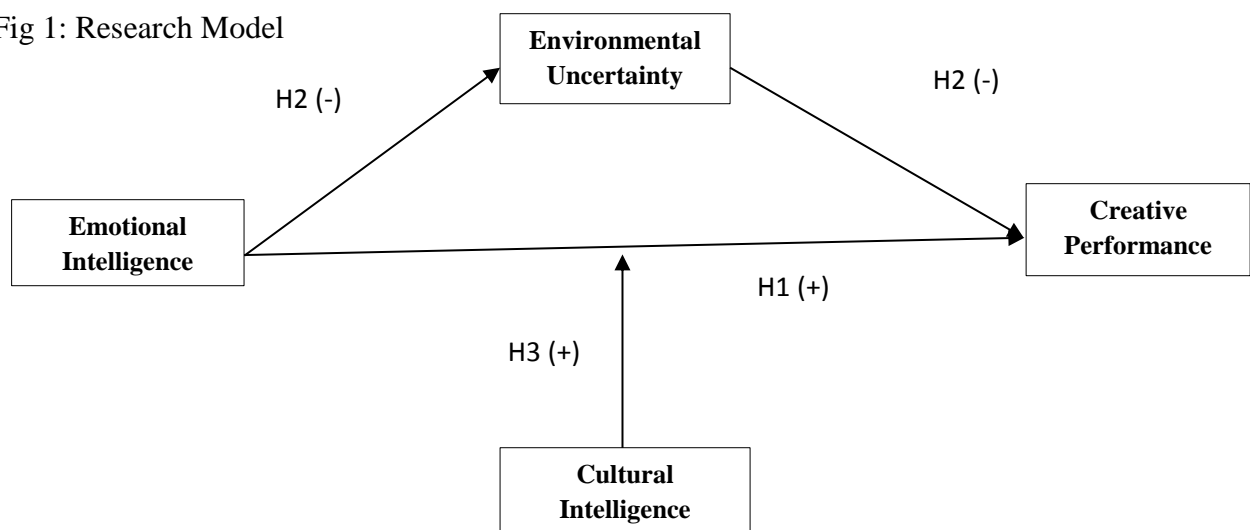 Fig 1: Research Model
Environmental
Uncertainty
H2 (-)
H2 (-)
Emotional
Intelligence
Creative
Performance
H1 (+)
H3 (+)
Cultural
Intelligence